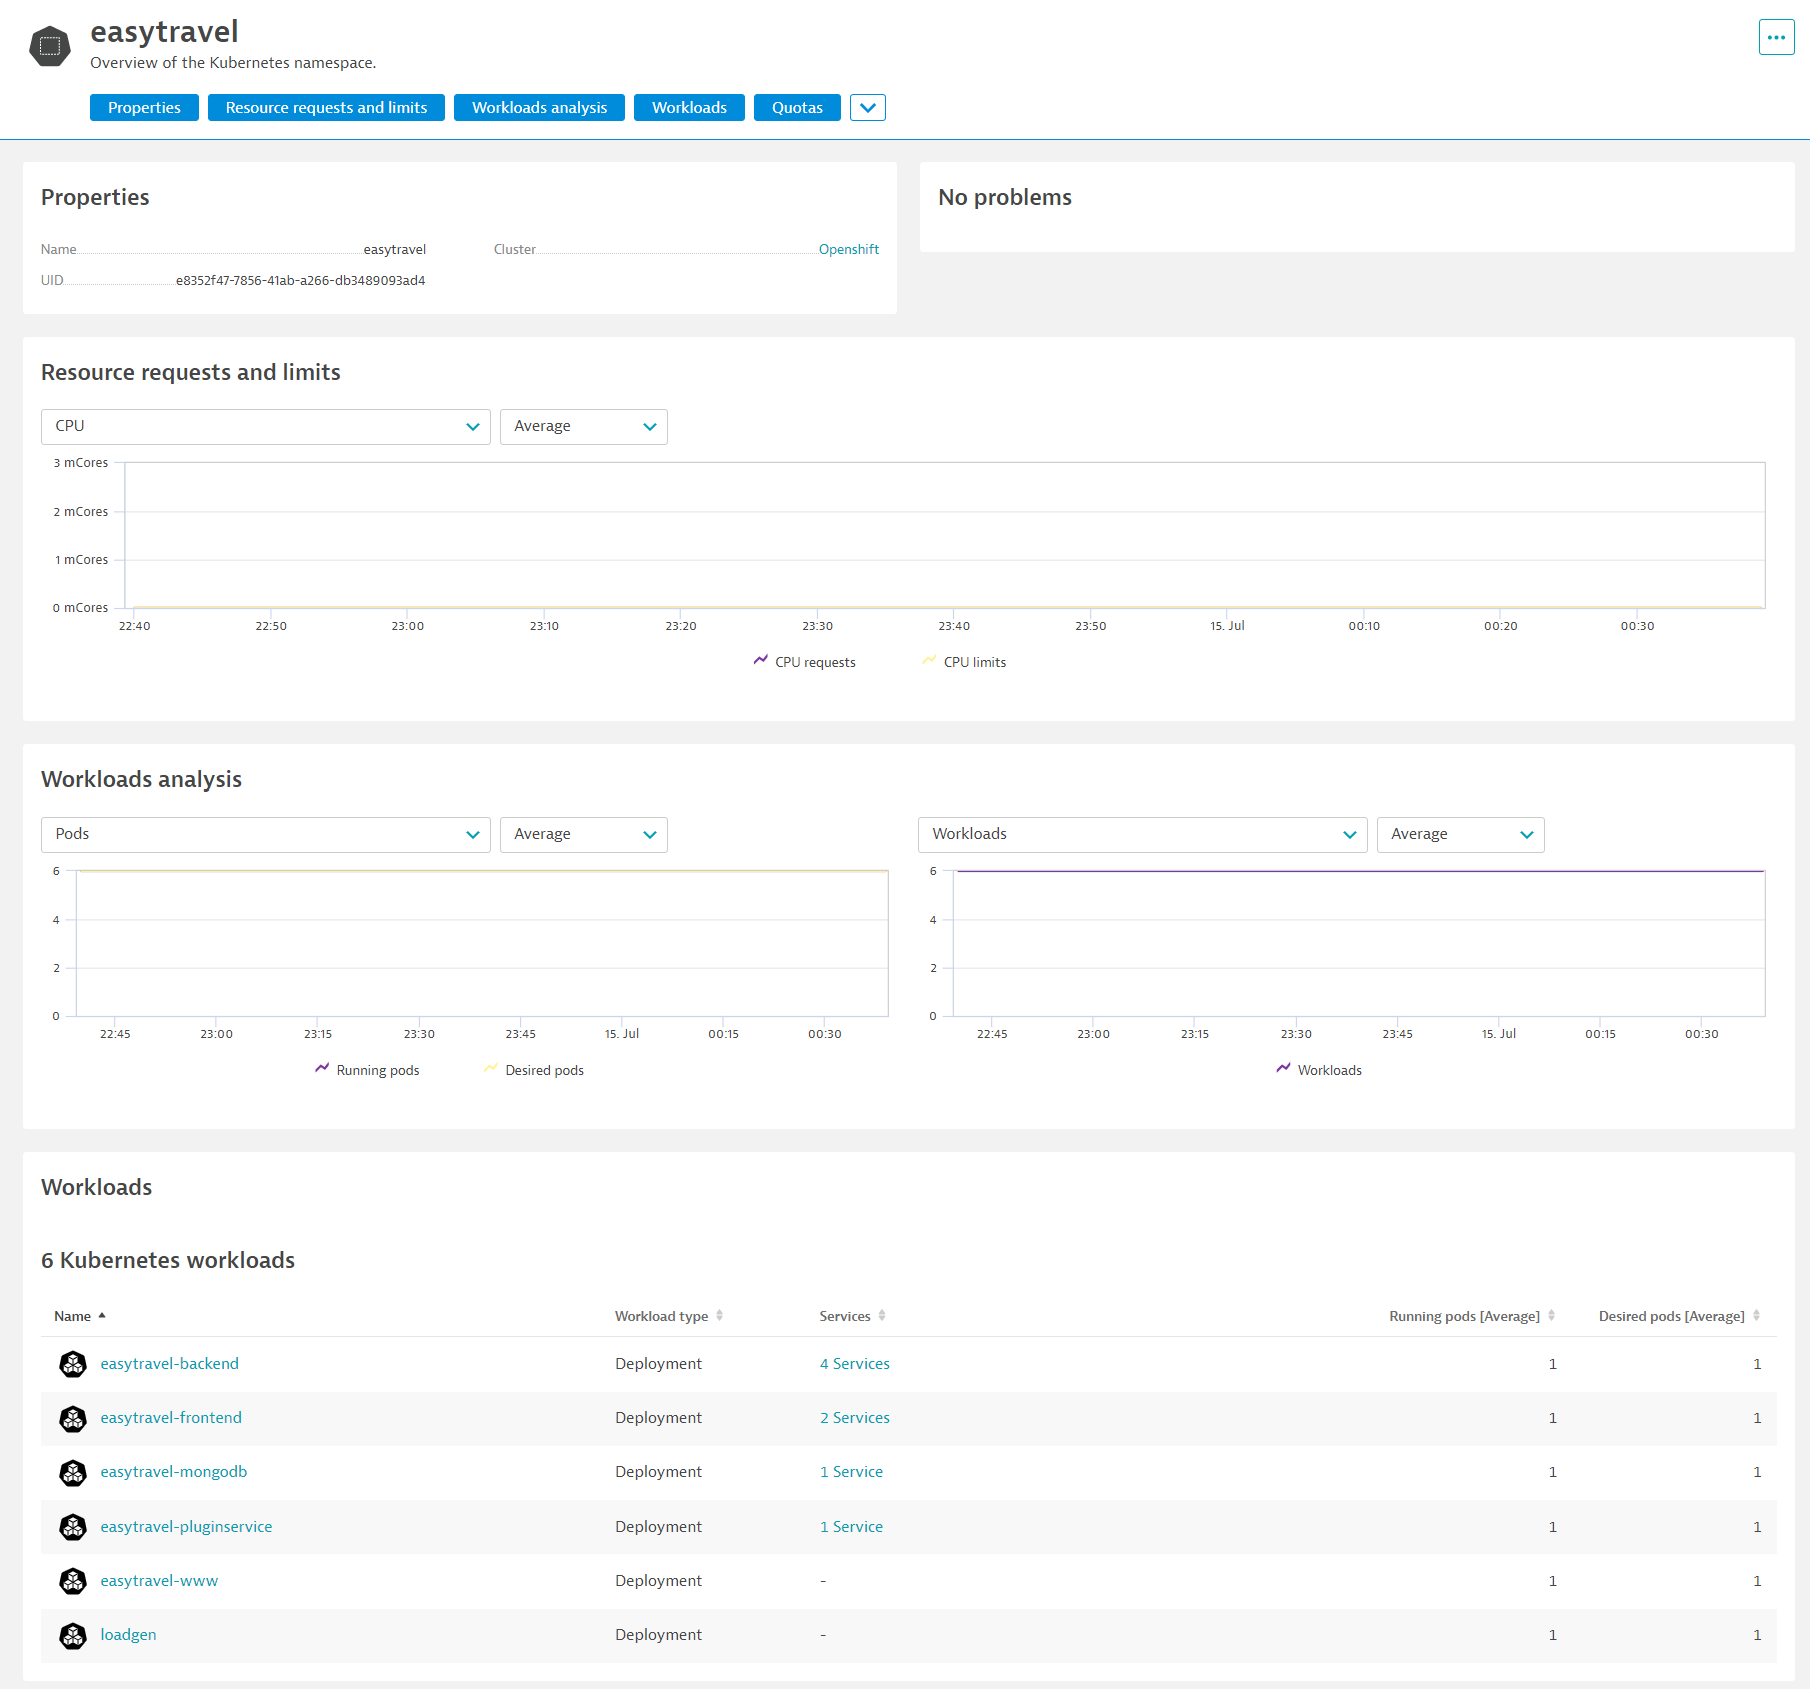 easytravel
Overview of the Kubernetes namespace.
Properties
Resource requests and limits
Workloads analysis
Workloads
Quotas
Properties
Name easytravel
Cluster Openshift
UID e8352f47-7856-41ab-a266-db3489093ad4
No problems
Resource requests and limits
CPU
Average
3 mCores
2 mCores
1 mCores
0 mCores
22:40 22:50 23:00 23:10 23:20 23:30 23:40 23:50 15. Jul 00:10 00:20 00:30
CPU requests CPU limits
Workloads analysis
Pods
Average
6
4
2
0
22:45 23:00 23:15 23:30 23:45 15. Jul 00:15 00:30
Running pods Desired pods
Workloads
Average
6
4
2
0
22:45 23:00 23:15 23:30 23:45 15. Jul 00:15 00:30
Workloads
Workloads
6 Kubernetes workloads
Name Workload type Services Running pods [Average] Desired pods [Average]
easytravel-backend Deployment 4 Services 1 1
easytravel-frontend Deployment 2 Services 1 1
easytravel-mongodb Deployment 1 Service 1 1
easytravel-pluginservice Deployment 1 Service 1 1
easytravel-www Deployment - 1 1
loadgen Deployment - 1 1